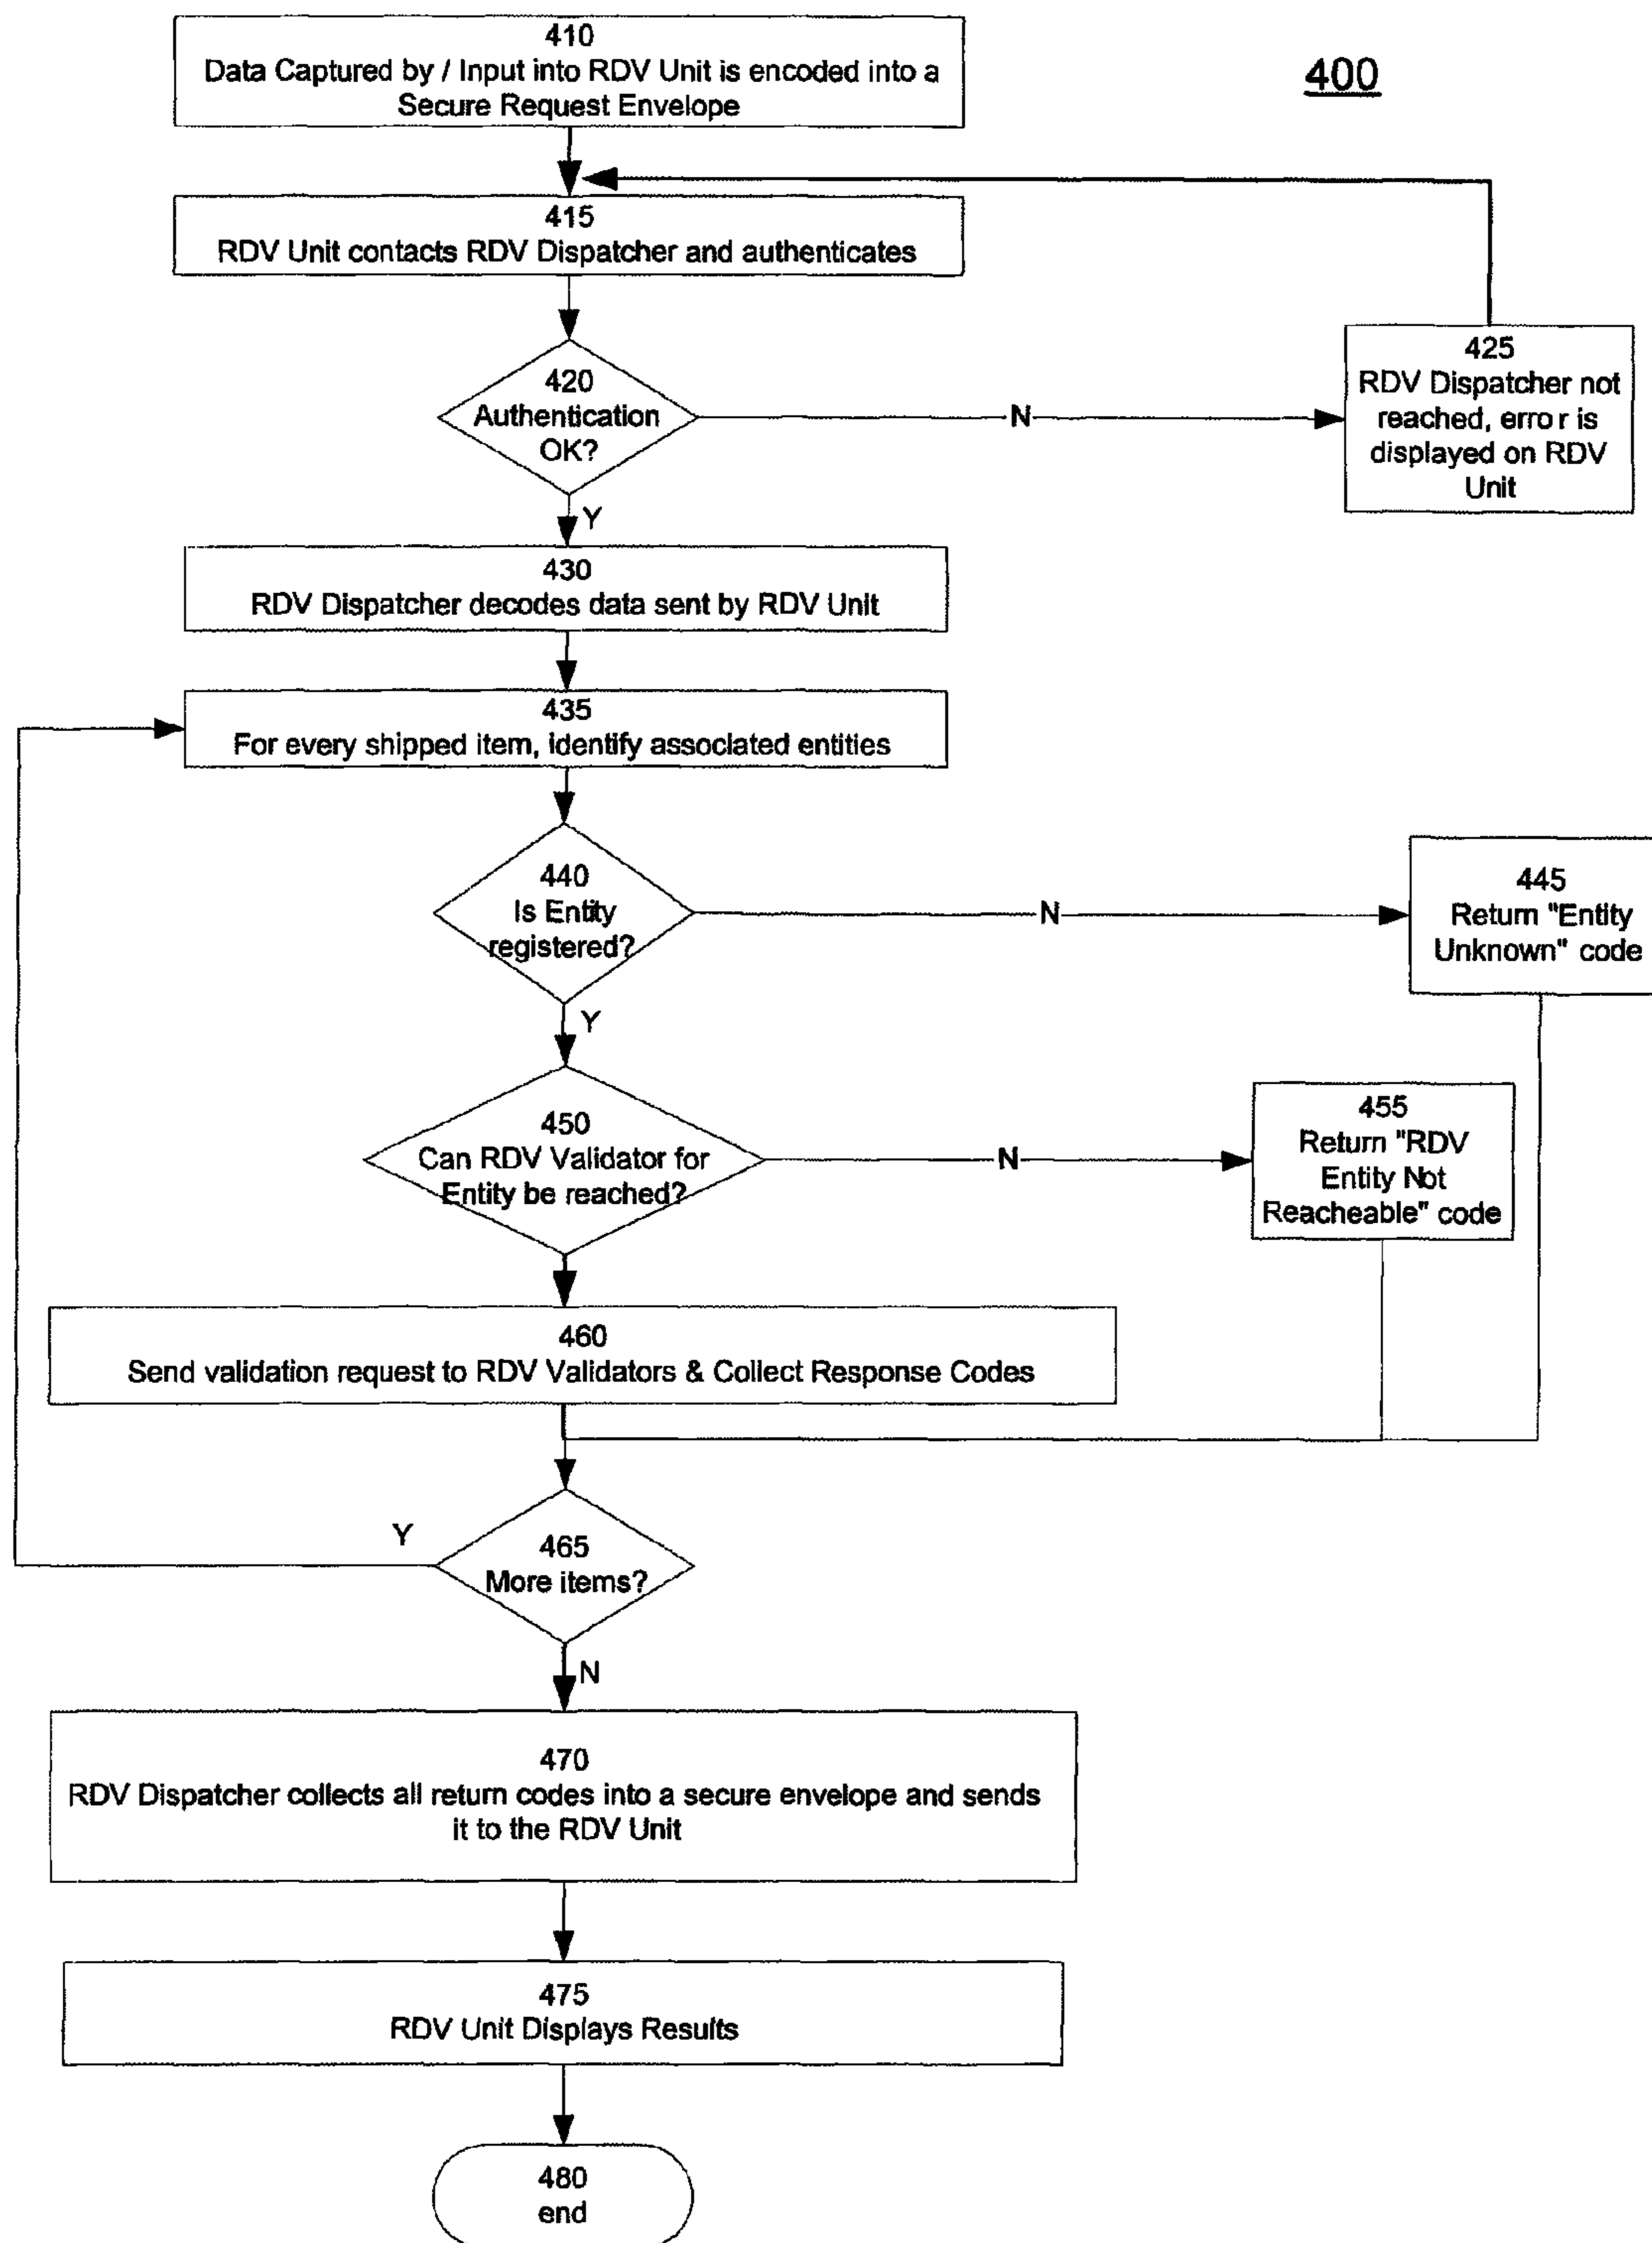 410
Data Captured by / Input into RDV Unit is encoded into a
Secure Request Envelope
400
415
RDV Unit contacts RDV Dispatcher and authenticates
420
Authentication
OK?
N
425
RDV Dispatcher not
reached, error is
displayed on RDV
Unit
Y
430
RDV Dispatcher decodes data sent by RDV Unit
435
For every shipped item, identify associated entities
440
Is Entity
registered?
N
445
Return "Entity
Unknown" code
Y
450
Can RDV Validator for
Entity be reached?
N
455
Return "RDV
Entity Not
Reacheable" code
460
Send validation request to RDV Validators & Collect Response Codes
Y
465
More items?
N
470
RDV Dispatcher collects all return codes into a secure envelope and sends
it to the RDV Unit
475
RDV Unit Displays Results
480
end